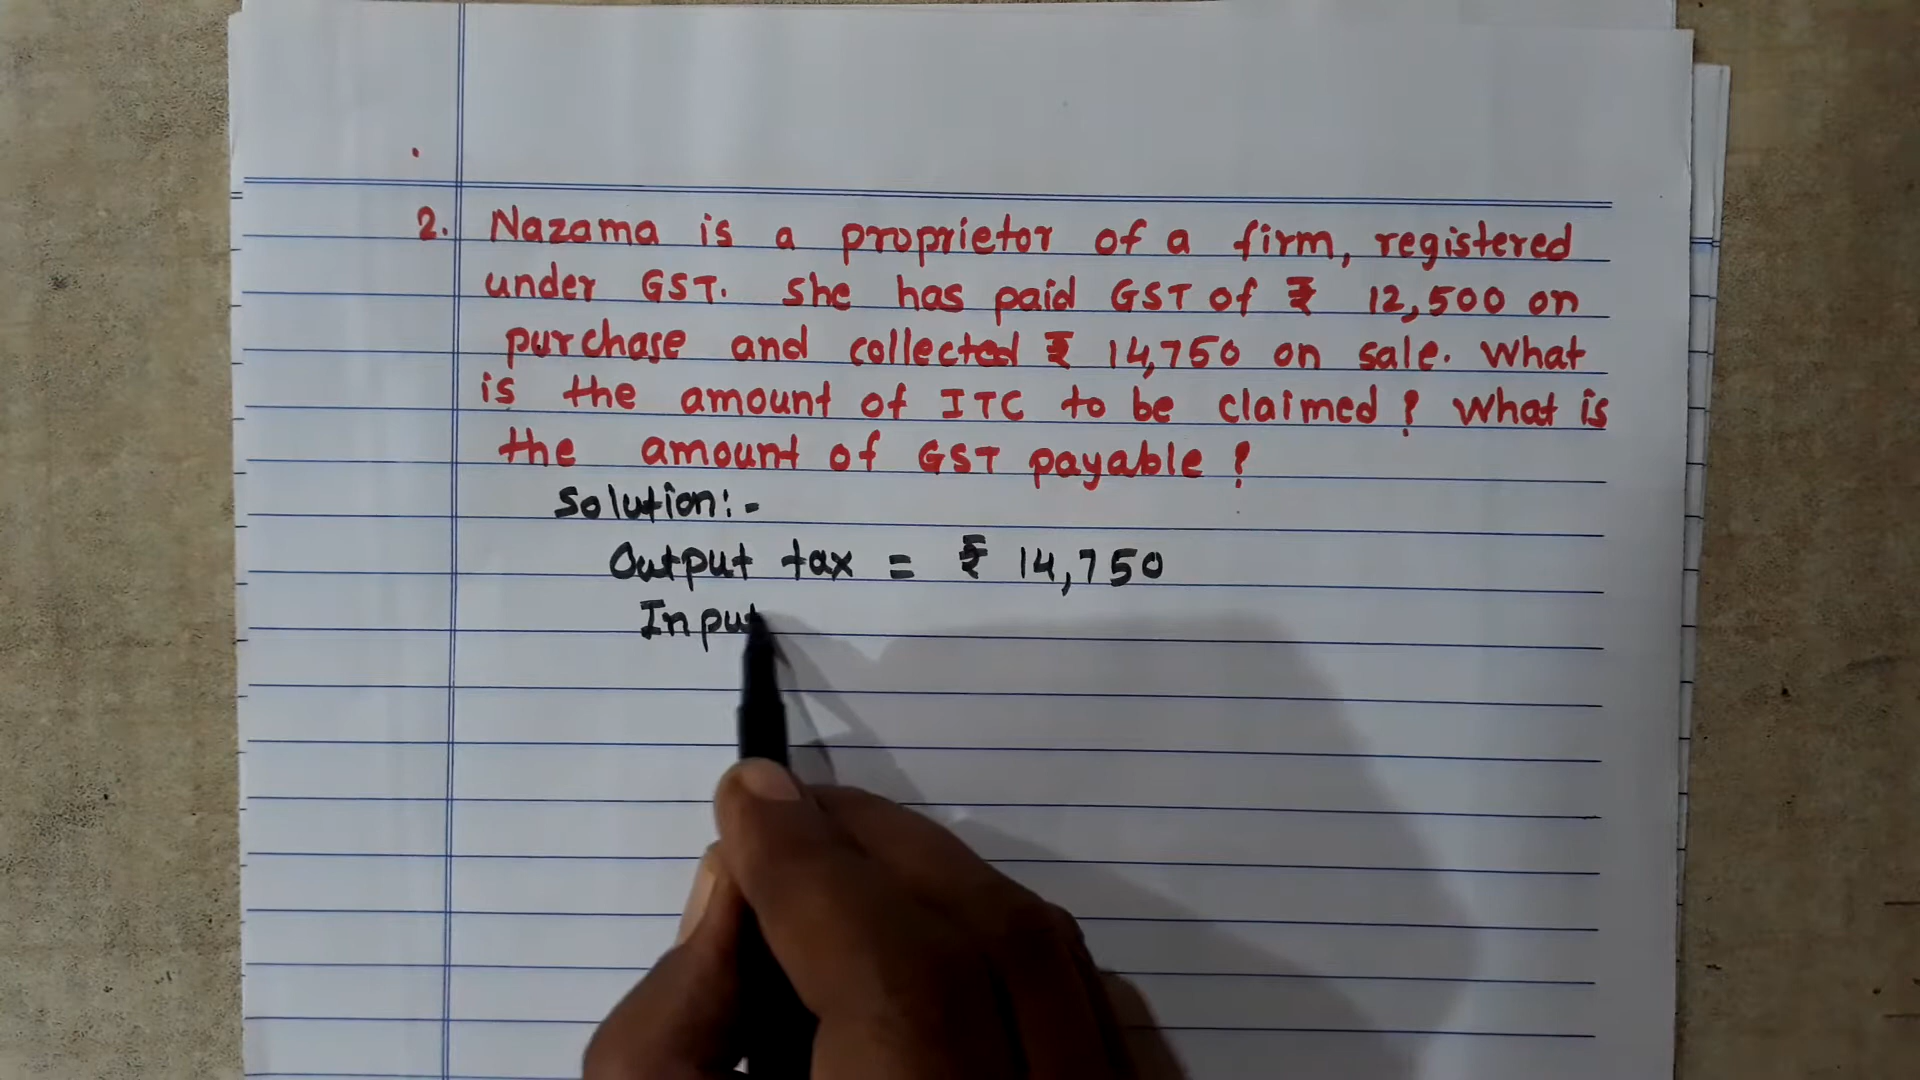 2. Nazama is a proprietor of a firm, registered
under GST. She has paid GST of ₹ 12,500 on
purchase and collected ₹ 14,750 on sale. What
is the amount of ITC to be claimed? What is
the amount of GST payable?
Solution:-
Output tax = ₹ 14,750
Input